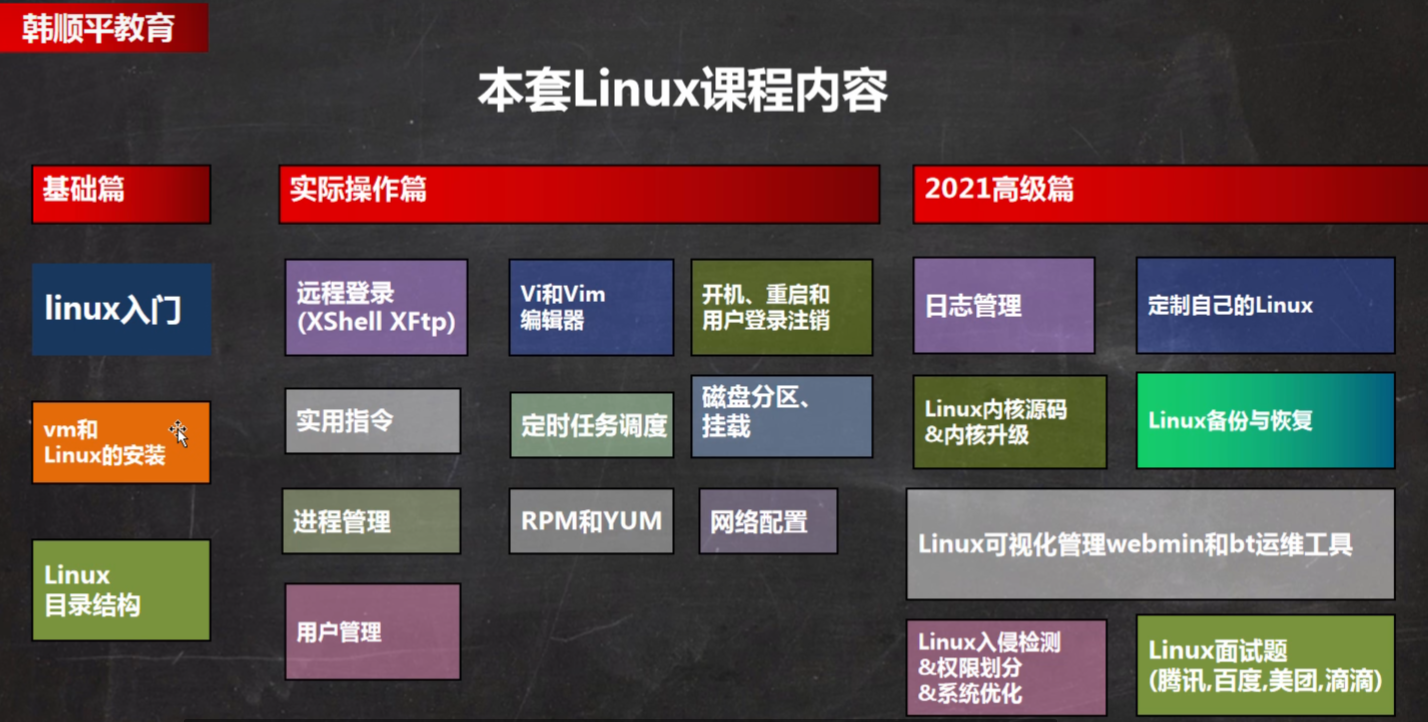 韩顺平教育
本套Linux课程内容
基础篇
linux入门
vm和
Linux的安装
Linux
目录结构
实际操作篇
远程登录
(XShell XFtp)
Vi和Vim
编辑器
开机、重启和
用户登录注销
实用指令
定时任务调度
磁盘分区、
挂载
进程管理
RPM和YUM
网络配置
用户管理
2021高级篇
日志管理
定制自己的Linux
Linux内核源码
&内核升级
Linux备份与恢复
Linux可视化管理webmin和bt运维工具
Linux入侵检测
&权限划分
&系统优化
Linux面试题
(腾讯,百度,美团,滴滴)